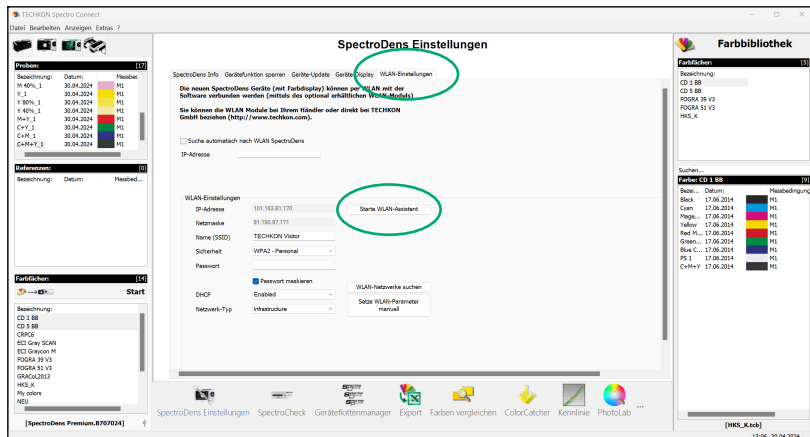 TECHKON Spectro Connect
Datei Bearbeiten Anzeigen Extras ?
Proben: [17]
Bezeichnung: Datum: Messbec
M 40%_1 30.04.2024 M1
Y_1 30.04.2024 M1
Y 80%_1 30.04.2024 M1
Y 40%_1 30.04.2024 M1
M+Y_1 30.04.2024 M1
C+Y_1 30.04.2024 M1
C+M_1 30.04.2024 M1
C+M+Y_1 30.04.2024 M1
Referenzen: [0]
Bezeichnung: Datum: Messbed...
Farbfächer: [14]
Start
Bezeichnung:
CD 1 BB
CD 5 BB
CRPC6
ECI Gray SCAN
ECI Graycon M
FOGRA 39 V3
FOGRA 51 V3
GRACoL2013
HKS_K
My colors
NEU
[SpectroDens Premium.B707024]
SpectroDens Einstellungen
SpectroDens Info Gerätefunktion sperren Geräte-Update Geräte-Display WLAN-Einstellungen
Die neuen SpectroDens Geräte (mit Farbdisplay) können per WLAN mit der
Software verbunden werden (mittels des optional erhältlichen WLAN-Moduls)
Sie können die WLAN Module bei Ihrem Händler oder direkt bei TECHKON
GmbH beziehen (http://www.techkon.com).
Suche automatisch nach WLAN SpectroDens
IP-Adresse
WLAN-Einstellungen
IP-Adresse 101.163.81.170 Starte WLAN-Assistent
Netzmaske 91.190.97.171
Name (SSID) TECHKON Visitor
Sicherheit WPA2 - Personal
Passwort
Passwort maskieren
WLAN-Netzwerke suchen
DHCP Enabled
Setze WLAN-Parameter
manuell
Netzwerk-Typ Infrastructure
SpectroDens Einstellungen SpectroCheck Geräteflottenmanager Export Farben vergleichen ColorCatcher Kennlinie PhotoLab ...
Farbbibliothek
Farbfächer: [5]
Bezeichnung:
CD 1 BB
CD 5 BB
FOGRA 39 V3
FOGRA 51 V3
HKS_K
Suchen...
Farbe: CD 1 BB [9]
Bezei... Datum: Messbedingung
Black 17.06.2014 M1
Cyan 17.06.2014 M1
Mage... 17.06.2014 M1
Yellow 17.06.2014 M1
Red M... 17.06.2014 M1
Green... 17.06.2014 M1
Blue C... 17.06.2014 M1
PS 1 17.06.2014 M1
C+M+Y 17.06.2014 M1
[HKS_K.tcb]